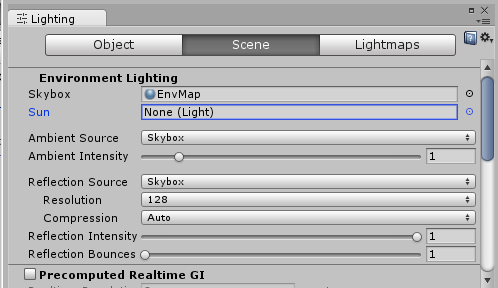 Lighting
Object Scene Lightmaps
Environment Lighting
Skybox EnvMap
Sun None (Light)
Ambient Source Skybox
Ambient Intensity 1
Reflection Source Skybox
Resolution 128
Compression Auto
Reflection Intensity 1
Reflection Bounces 1
Precomputed Realtime GI